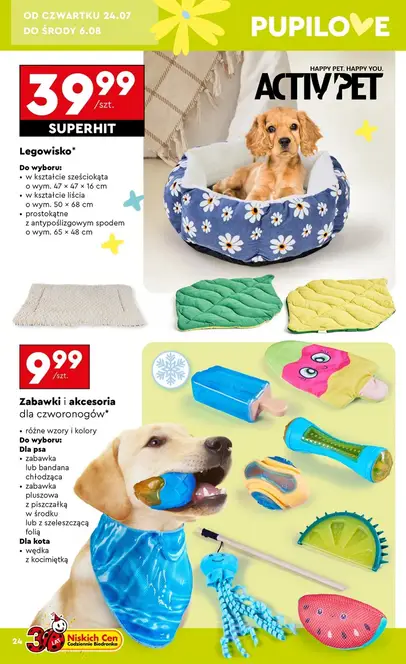 OD CZWARTKU 24.07
DO ŚRODY 6.08
PUPILOVE
39 99
/szt.
SUPERHIT
HAPPY PET. HAPPY YOU.
ACTIV PET
Legowisko*
Do wyboru:
• w kształcie sześciokąta
o wym. 47 × 47 × 16 cm
• w kształcie liścia
o wym. 50 × 68 cm
• prostokątne
z antypoślizgowym spodem
o wym. 65 × 48 cm
9 99
/szt.
Zabawki i akcesoria
dla czworonogów*
• różne wzory i kolory
Do wyboru:
Dla psa
• zabawka
lub bandana
chłodząca
• zabawka
pluszowa
z piszczałką
w środku
lub z szeleszczącą
folią
Dla kota
• wędka
z kocimiętką
24
30 LAT
Niskich Cen
Codziennie Biedronka